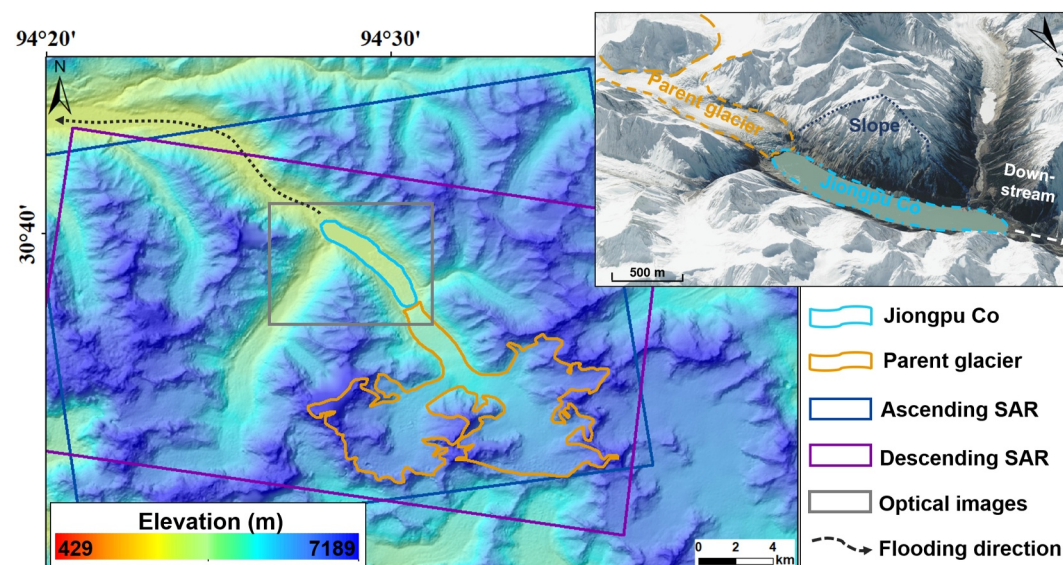 94°20'
94°30'
N
30°40'
Parent glacier
Slope
Jiongpu Co
Down-
stream
500 m
Jiongpu Co
Parent glacier
Ascending SAR
Descending SAR
Optical images
Flooding direction
Elevation (m)
429
7189
0 2 4
km